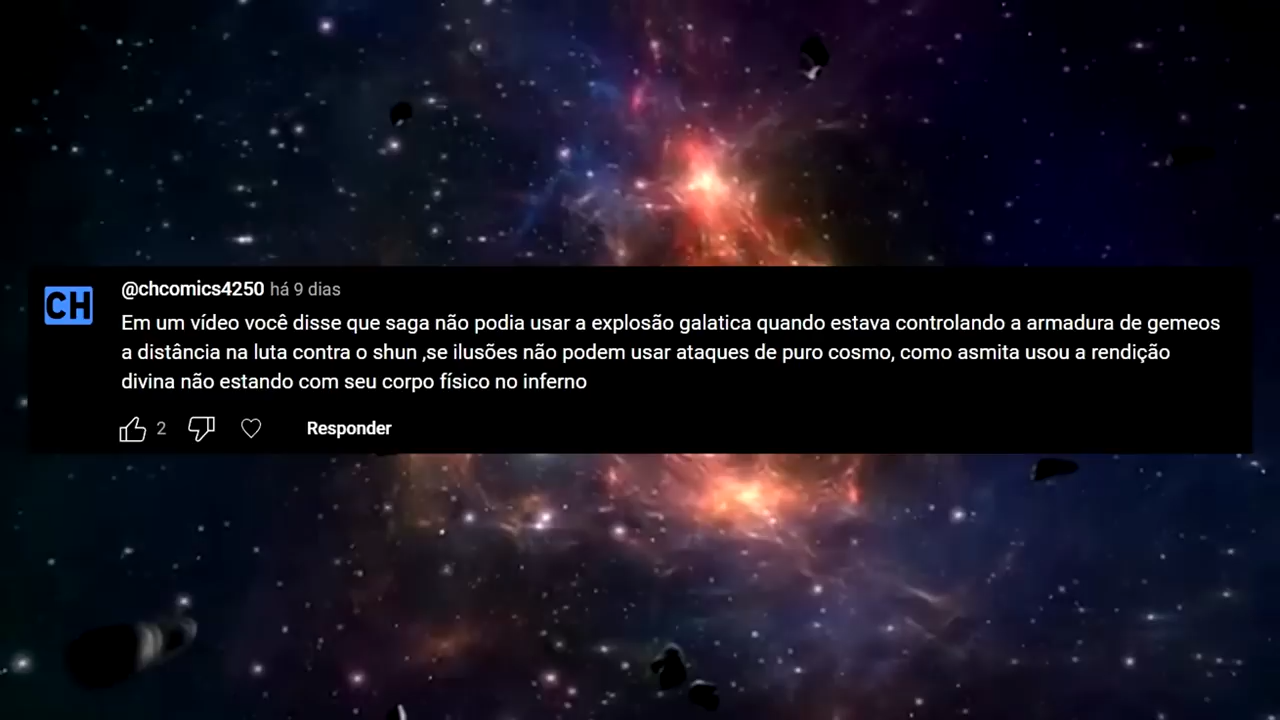 CH
@chcomics4250 há 9 dias
Em um vídeo você disse que saga não podia usar a explosão galatica quando estava controlando a armadura de gemeos
a distância na luta contra o shun ,se ilusões não podem usar ataques de puro cosmo, como asmita usou a rendição
divina não estando com seu corpo físico no inferno
2 Responder